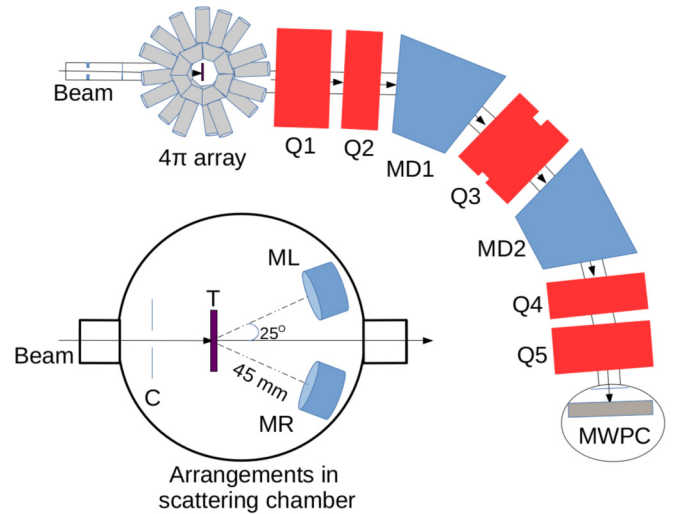 Beam
4π array
Q1
Q2
MD1
Q3
MD2
Q4
Q5
MWPC
ML
T
25°
Beam
45 mm
C
MR
Arrangements in
scattering chamber